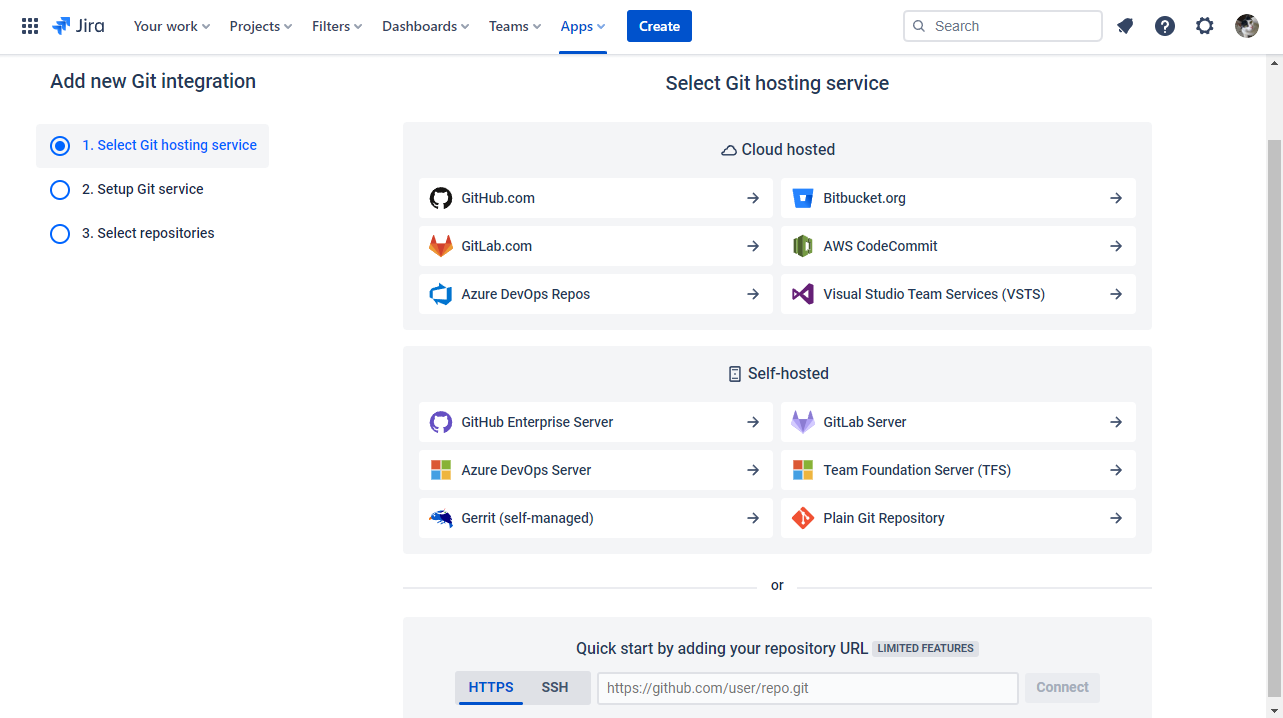 Jira Your work Projects Filters Dashboards Teams Apps Create Search
Add new Git integration
1. Select Git hosting service
2. Setup Git service
3. Select repositories
Select Git hosting service
Cloud hosted
GitHub.com
Bitbucket.org
GitLab.com
AWS CodeCommit
Azure DevOps Repos
Visual Studio Team Services (VSTS)
Self-hosted
GitHub Enterprise Server
GitLab Server
Azure DevOps Server
Team Foundation Server (TFS)
Gerrit (self-managed)
Plain Git Repository
or
Quick start by adding your repository URL LIMITED FEATURES
HTTPS SSH https://github.com/user/repo.git Connect